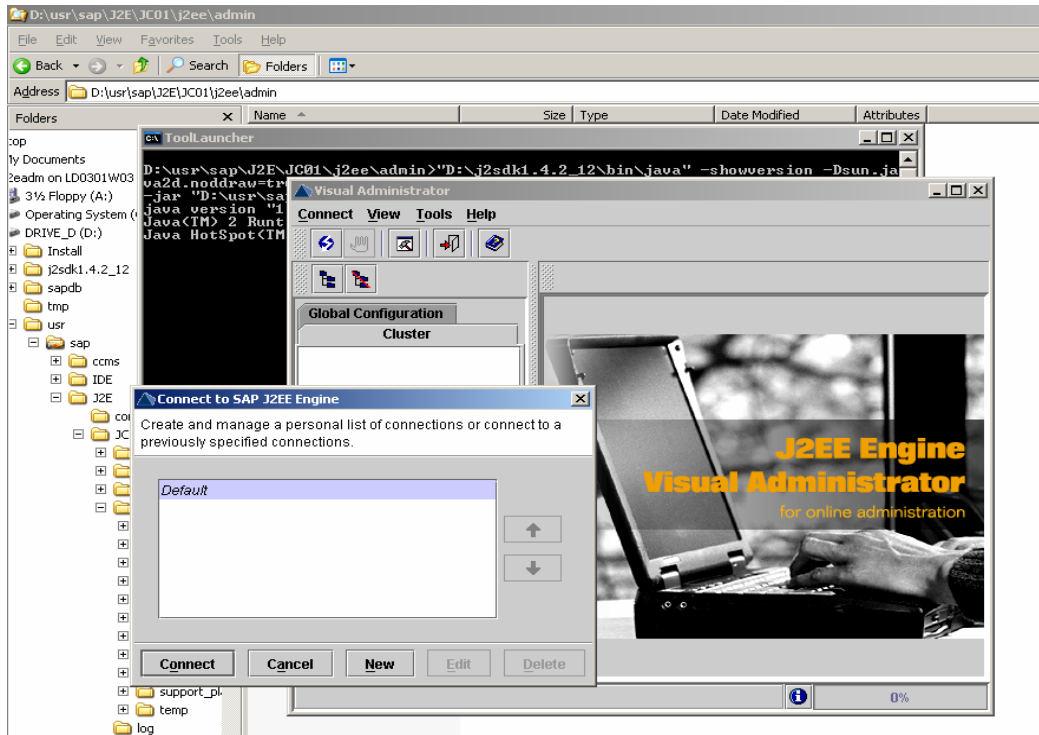 D:\usr\sap\J2E\JC01\j2ee\admin
File Edit View Favorites Tools Help
Back Search Folders
Address D:\usr\sap\J2E\JC01\j2ee\admin
Folders x Name Size Type Date Modified Attributes
My Documents
2eadm on LD0301W03
3½ Floppy (A:)
Operating System (
DRIVE_D (D:)
Install
j2sdk1.4.2_12
sapdb
tmp
usr
sap
ccms
IDE
J2E
JC
support_pl
temp
log
ToolLauncher
D:\usr\sap\J2E\JC01\j2ee\admin>"D:\j2sdk1.4.2_12\bin\java" -showversion -Dsun.ja
va2d.noddraw=tr
-jar "D:\usr\sa
java version "1
Java(TM) 2 Runt
Java HotSpot(TM
Visual Administrator
Connect View Tools Help
Global Configuration
Cluster
J2EE Engine
Visual Administrator
for online administration
0%
Connect to SAP J2EE Engine
Create and manage a personal list of connections or connect to a
previously specified connections.
Default
Connect Cancel New Edit Delete